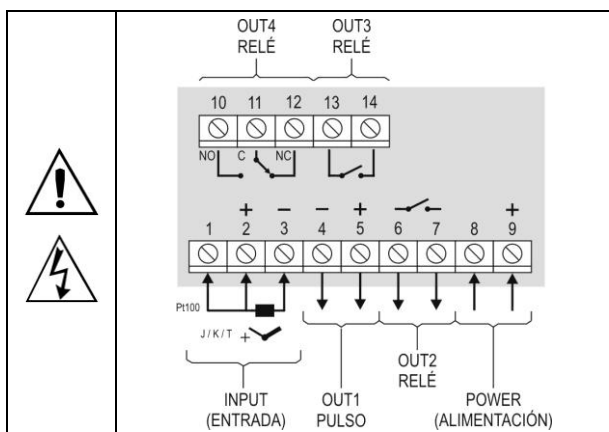 OUT4 OUT3
RELÉ RELÉ
10 11 12 13 14
NO C NC
+ − − + +
1 2 3 4 5 6 7 8 9
Pt100
J / K / T +
OUT2
RELÉ
INPUT OUT1 POWER
(ENTRADA) PULSO (ALIMENTACIÓN)